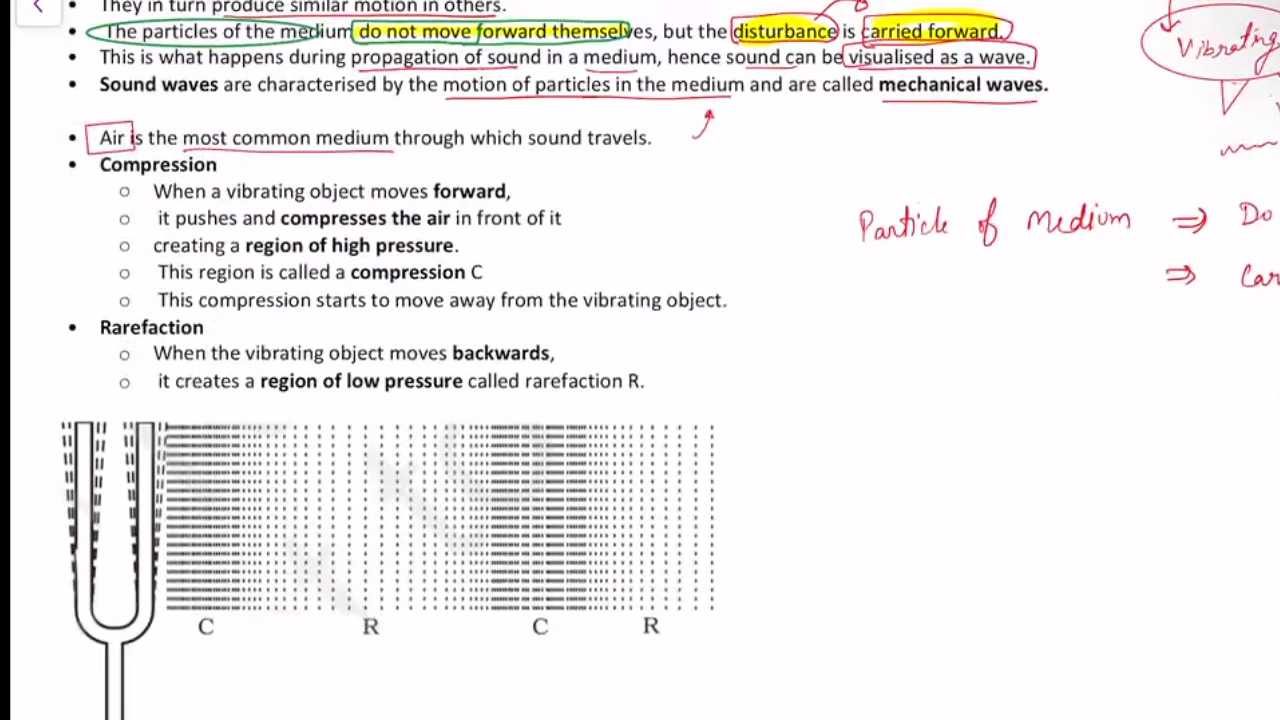 They in turn produce similar motion in others.
• The particles of the medium do not move forward themselves, but the disturbance is carried forward.
• This is what happens during propagation of sound in a medium, hence sound can be visualised as a wave.
• Sound waves are characterised by the motion of particles in the medium and are called mechanical waves.
Vibrating
• Air is the most common medium through which sound travels.
• Compression
o When a vibrating object moves forward,
o it pushes and compresses the air in front of it
o creating a region of high pressure.
o This region is called a compression C
o This compression starts to move away from the vibrating object.
Particle of medium ⇒ Do
⇒ Car
• Rarefaction
o When the vibrating object moves backwards,
o it creates a region of low pressure called rarefaction R.
C R C R